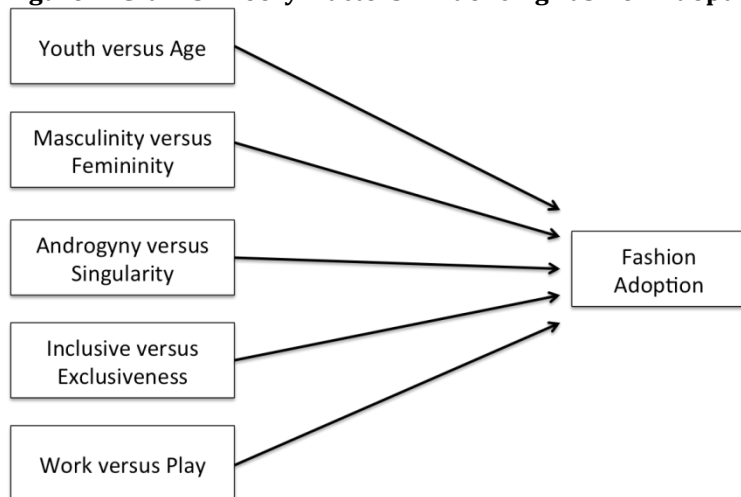 Youth versus Age
Masculinity versus
Femininity
Androgyny versus
Singularity
Inclusive versus
Exclusiveness
Work versus Play
Fashion
Adoption